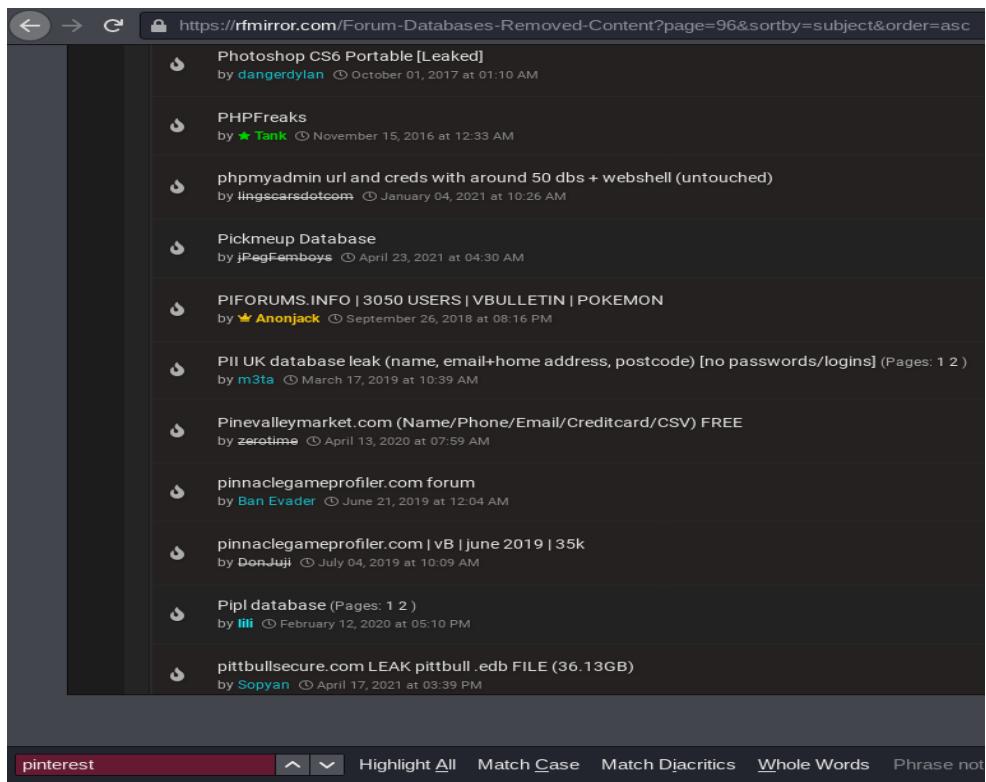 https://rfmirror.com/Forum-Databases-Removed-Content?page=96&sortby=subject&order=asc
Photoshop CS6 Portable [Leaked]
by dangerdylan October 01, 2017 at 01:10 AM
PHPFreaks
by Tank November 15, 2016 at 12:33 AM
phpmyadmin url and creds with around 50 dbs + webshell (untouched)
by lingscarsdotcom January 04, 2021 at 10:26 AM
Pickmeup Database
by jPegFemboys April 23, 2021 at 04:30 AM
PIFORUMS.INFO | 3050 USERS | VBULLETIN | POKEMON
by Anonjack September 26, 2018 at 08:16 PM
PII UK database leak (name, email+home address, postcode) [no passwords/logins] (Pages: 1 2 )
by m3ta March 17, 2019 at 10:39 AM
Pinevalleymarket.com (Name/Phone/Email/Creditcard/CSV) FREE
by zerotime April 13, 2020 at 07:59 AM
pinnaclegameprofiler.com forum
by Ban Evader June 21, 2019 at 12:04 AM
pinnaclegameprofiler.com | vB | june 2019 | 35k
by DonJuji July 04, 2019 at 10:09 AM
Pipl database (Pages: 1 2 )
by lili February 12, 2020 at 05:10 PM
pittbullsecure.com LEAK pittbull .edb FILE (36.13GB)
by Sopyan April 17, 2021 at 03:39 PM
pinterest Highlight All Match Case Match Diacritics Whole Words Phrase not